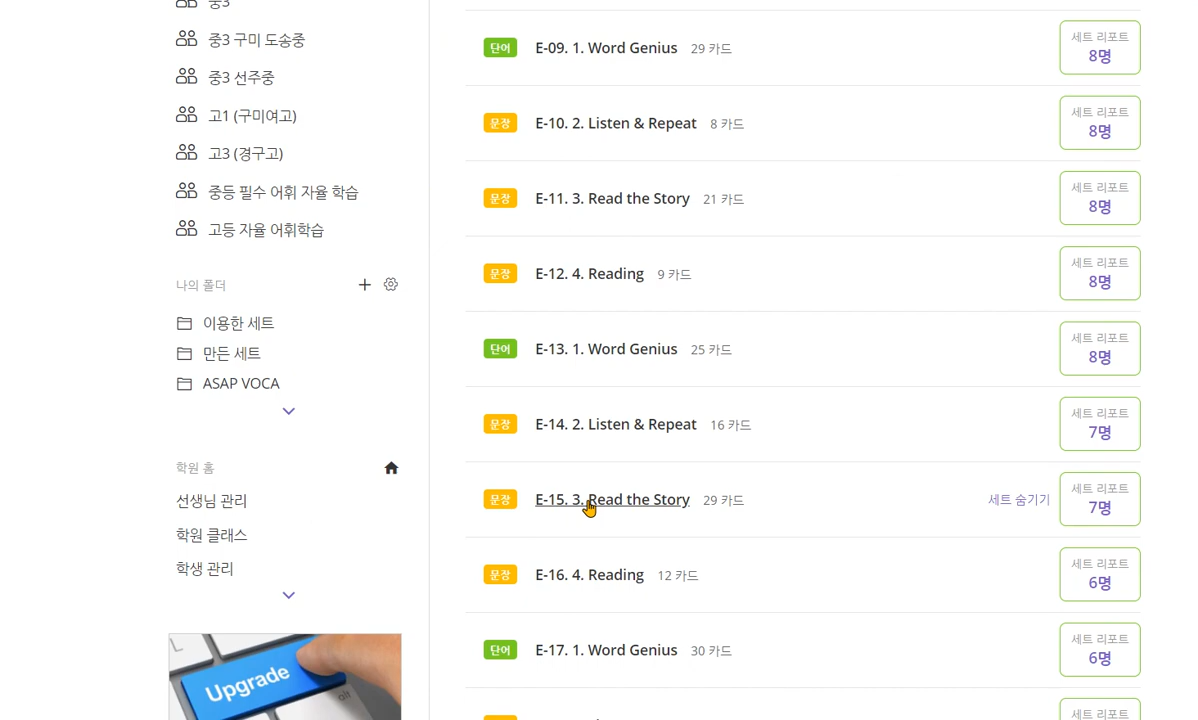 중3
중3 구미 도송중
중3 선주중
고1 (구미여고)
고3 (경구고)
중등 필수 어휘 자율 학습
고등 자율 어휘학습
나의 폴더
이용한 세트
만든 세트
ASAP VOCA
학원 홈
선생님 관리
학원 클래스
학생 관리
Upgrade
alt
단어 E-09. 1. Word Genius 29 카드 세트 리포트
8명
문장 E-10. 2. Listen & Repeat 8 카드 세트 리포트
8명
문장 E-11. 3. Read the Story 21 카드 세트 리포트
8명
문장 E-12. 4. Reading 9 카드 세트 리포트
8명
단어 E-13. 1. Word Genius 25 카드 세트 리포트
8명
문장 E-14. 2. Listen & Repeat 16 카드 세트 리포트
7명
문장 E-15. 3. Read the Story 29 카드 세트 숨기기 세트 리포트
7명
문장 E-16. 4. Reading 12 카드 세트 리포트
6명
단어 E-17. 1. Word Genius 30 카드 세트 리포트
6명
세트 리포트